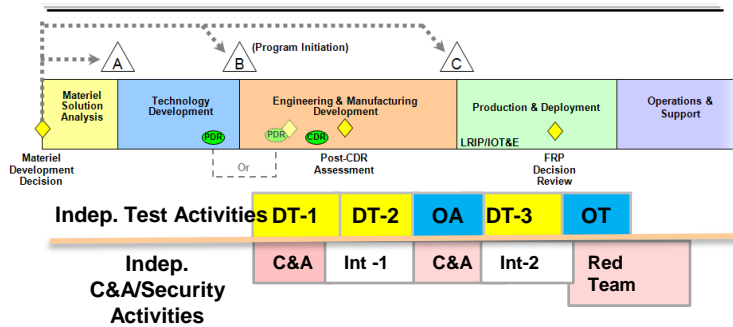 (Program Initiation)
A
B
C
Materiel
Solution
Analysis
Technology
Development
Engineering & Manufacturing
Development
Production & Deployment
Operations &
Support
PDR
PDR
CDR
LRIP/IOT&E
Materiel
Development
Decision
Or
Post-CDR
Assessment
FRP
Decision
Review
Indep. Test Activities
DT-1
DT-2
OA
DT-3
OT
Indep.
C&A/Security
Activities
C&A
Int -1
C&A
Int-2
Red
Team